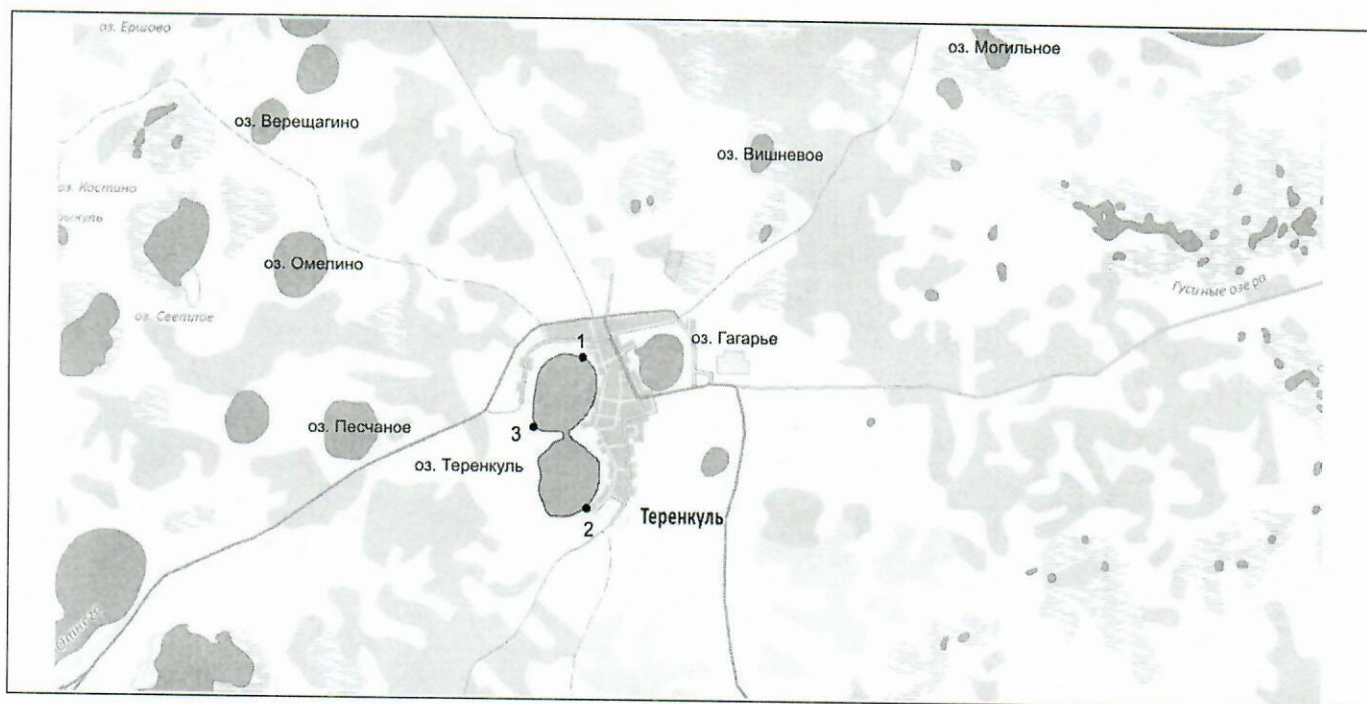 оз. Ершово
оз. Могильное
оз. Верещагино
оз. Вишневое
оз. Костино
оз. Омелино
Гусиные озера
оз. Светлое
оз. Гагарье
1
3
оз. Песчаное
оз. Теренкуль
Теренкуль
2